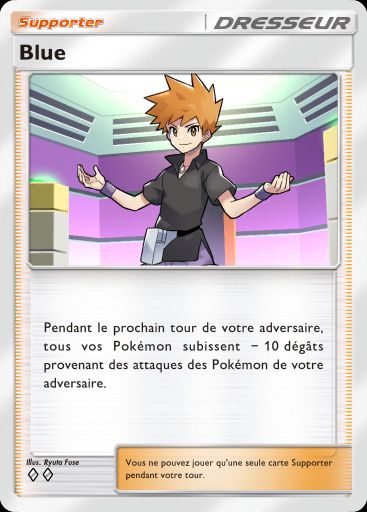 Supporter
DRESSEUR
Blue
Pendant le prochain tour de votre adversaire,
tous vos Pokémon subissent − 10 dégâts
provenant des attaques des Pokémon de votre
adversaire.
Illus. Ryuta Fuse
Vous ne pouvez jouer qu'une seule carte Supporter
pendant votre tour.